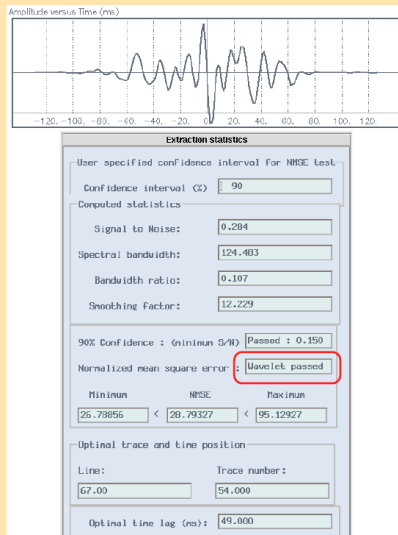 Amplitude versus Time (ms)
-120. -100. -80. -60. -40. -20. 0. 20. 40. 60. 80. 100. 120.
Extraction statistics
User specified confidence interval for NMSE test
Confidence interval (%) 90
Computed statistics
Signal to Noise: 0.284
Spectral bandwidth: 124.483
Bandwidth ratio: 0.107
Smoothing factor: 12.229
90% Confidence : (minimum S/N) Passed : 0.150
Normalized mean square error : Wavelet passed
Minimum NMSE Maximum
26.78856 < 28.79327 < 95.12927
Optimal trace and time position
Line: Trace number:
67.00 54.000
Optimal time lag (ms): 49.000